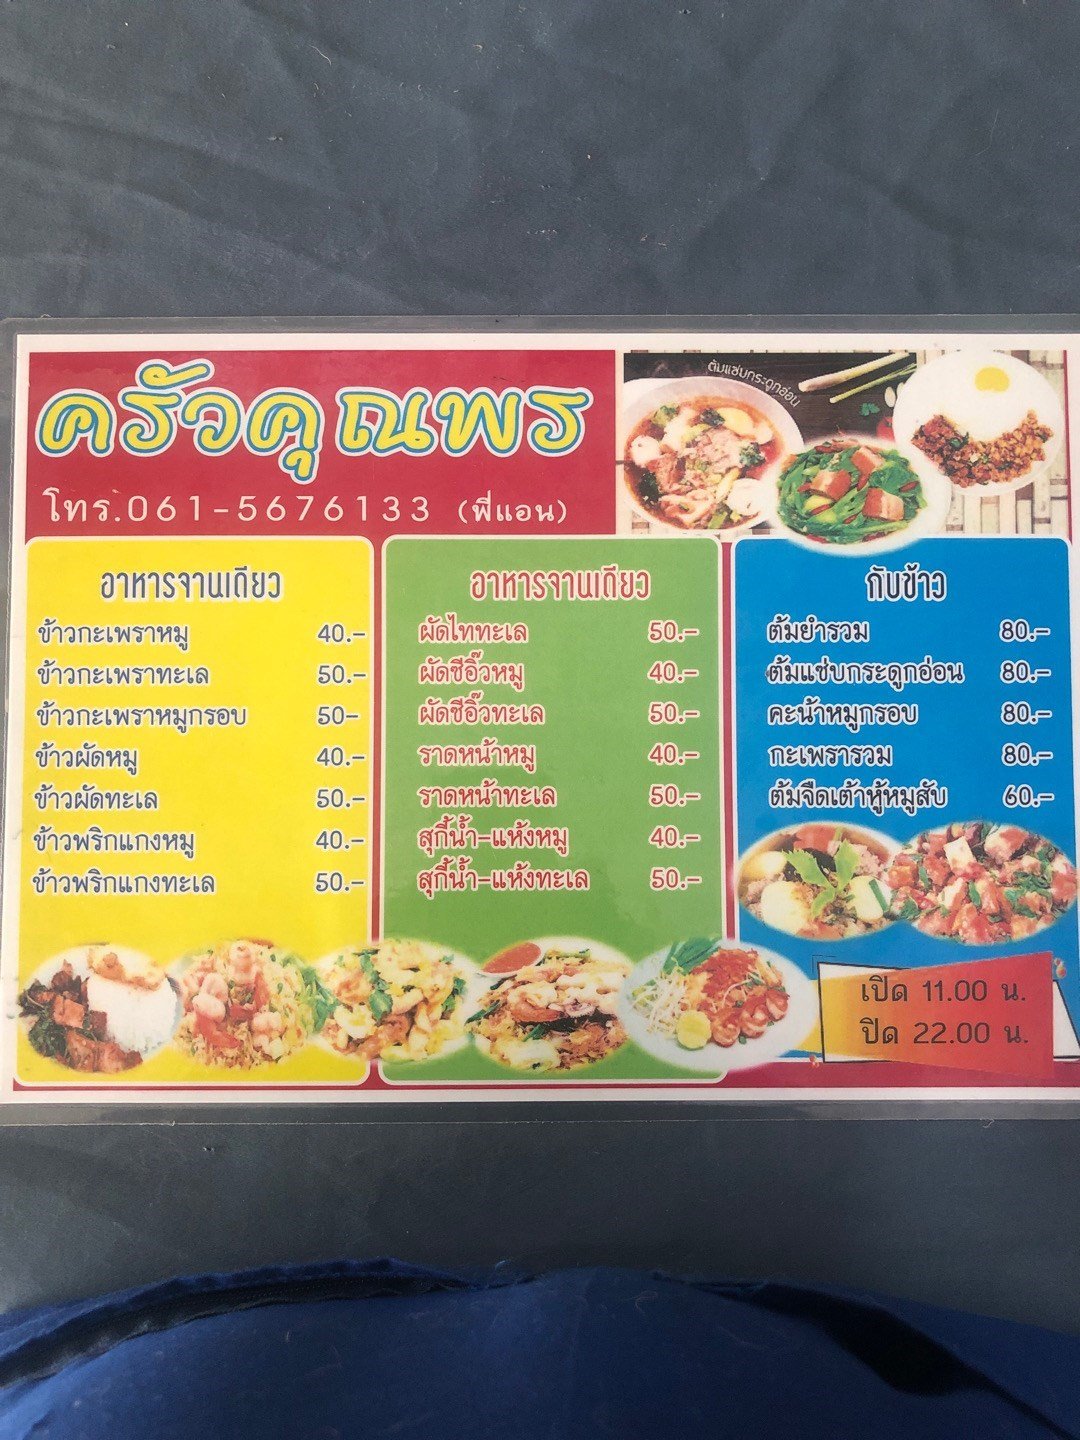 ครัวคุณพร
โทร.061-5676133 (พี่แอน)
ต้มแซ่บกระดูกอ่อน
อาหารจานเดียว
ข้าวกะเพราหมู 40.-
ข้าวกะเพราทะเล 50.-
ข้าวกะเพราหมูกรอบ 50-
ข้าวผัดหมู 40.-
ข้าวผัดทะเล 50.-
ข้าวพริกแกงหมู 40.-
ข้าวพริกแกงทะเล 50.-
อาหารจานเดียว
ผัดไททะเล 50.-
ผัดซีอิ๊วหมู 40.-
ผัดซีอิ๊วทะเล 50.-
ราดหน้าหมู 40.-
ราดหน้าทะเล 50.-
สุกี้น้ำ-แห้งหมู 40.-
สุกี้น้ำ-แห้งทะเล 50.-
กับข้าว
ต้มยำรวม 80.-
ต้มแซ่บกระดูกอ่อน 80.-
คะน้าหมูกรอบ 80.-
กะเพรารวม 80.-
ต้มจืดเต้าหู้หมูสับ 60.-
เปิด 11.00 น.
ปิด 22.00 น.